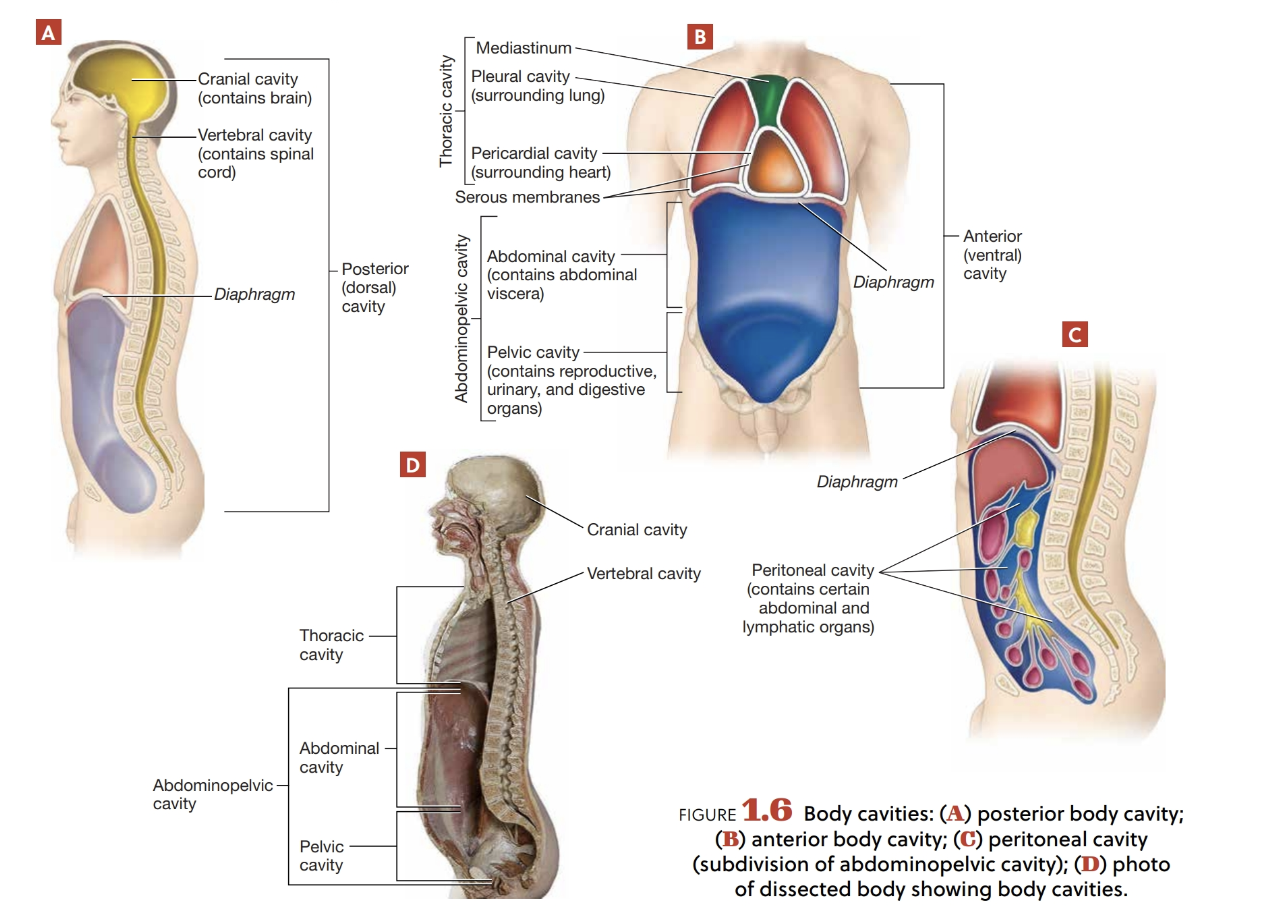 A
Cranial cavity
(contains brain)
Vertebral cavity
(contains spinal
cord)
Diaphragm
Posterior
(dorsal)
cavity
B
Thoracic cavity
Mediastinum
Pleural cavity
(surrounding lung)
Pericardial cavity
(surrounding heart)
Serous membranes
Abdominopelvic cavity
Abdominal cavity
(contains abdominal
viscera)
Pelvic cavity
(contains reproductive,
urinary, and digestive
organs)
Diaphragm
Anterior
(ventral)
cavity
C
Diaphragm
Peritoneal cavity
(contains certain
abdominal and
lymphatic organs)
D
Cranial cavity
Vertebral cavity
Thoracic
cavity
Abdominal
cavity
Abdominopelvic
cavity
Pelvic
cavity
FIGURE 1.6 Body cavities: (A) posterior body cavity;
(B) anterior body cavity; (C) peritoneal cavity
(subdivision of abdominopelvic cavity); (D) photo
of dissected body showing body cavities.